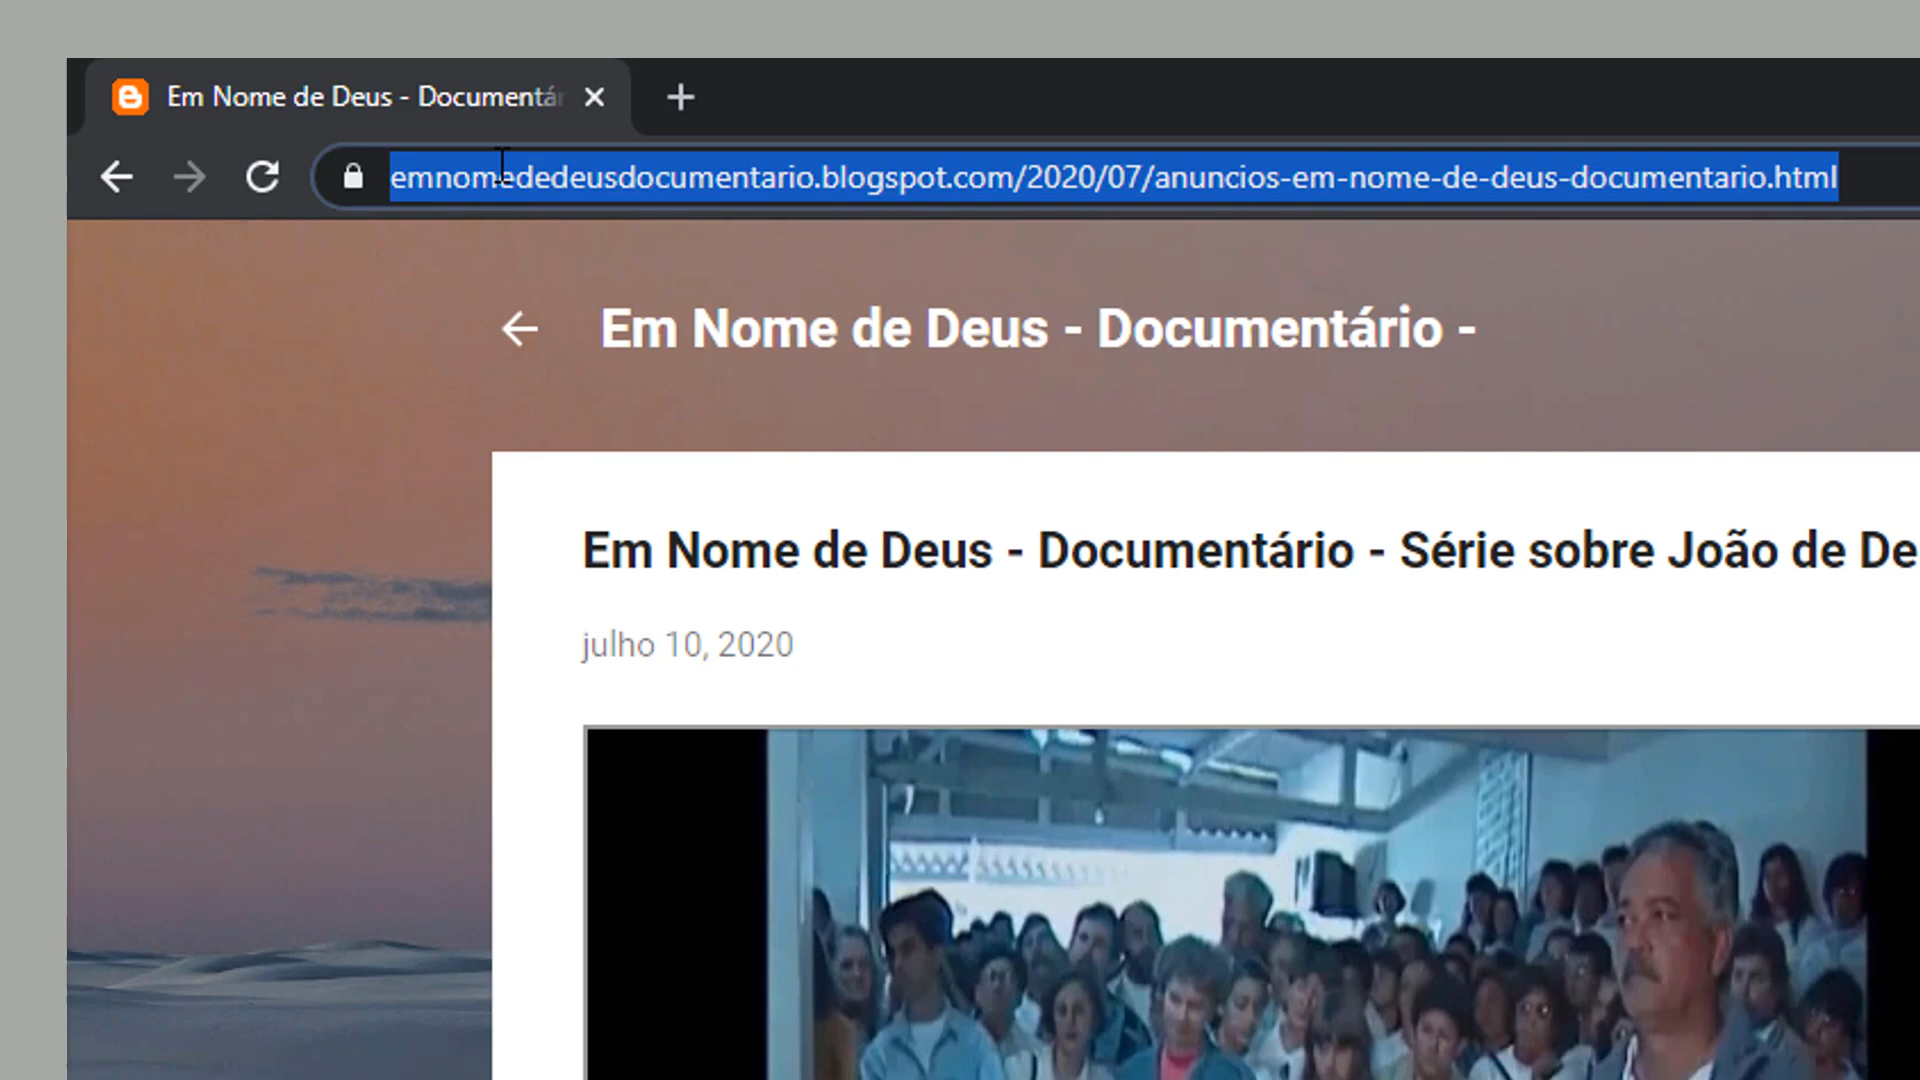 Em Nome de Deus - Documentár
emnomededeusdocumentario.blogspot.com/2020/07/anuncios-em-nome-de-deus-documentario.html
Em Nome de Deus - Documentário -
Em Nome de Deus - Documentário - Série sobre João de De
julho 10, 2020